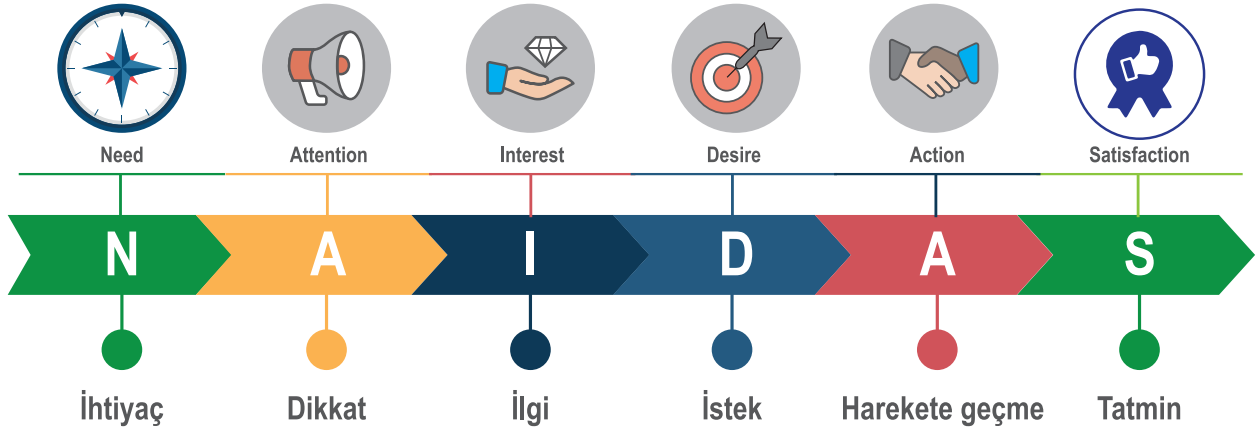 Need Attention Interest Desire Action Satisfaction
N A I D A S
İhtiyaç Dikkat İlgi İstek Harekete geçme Tatmin